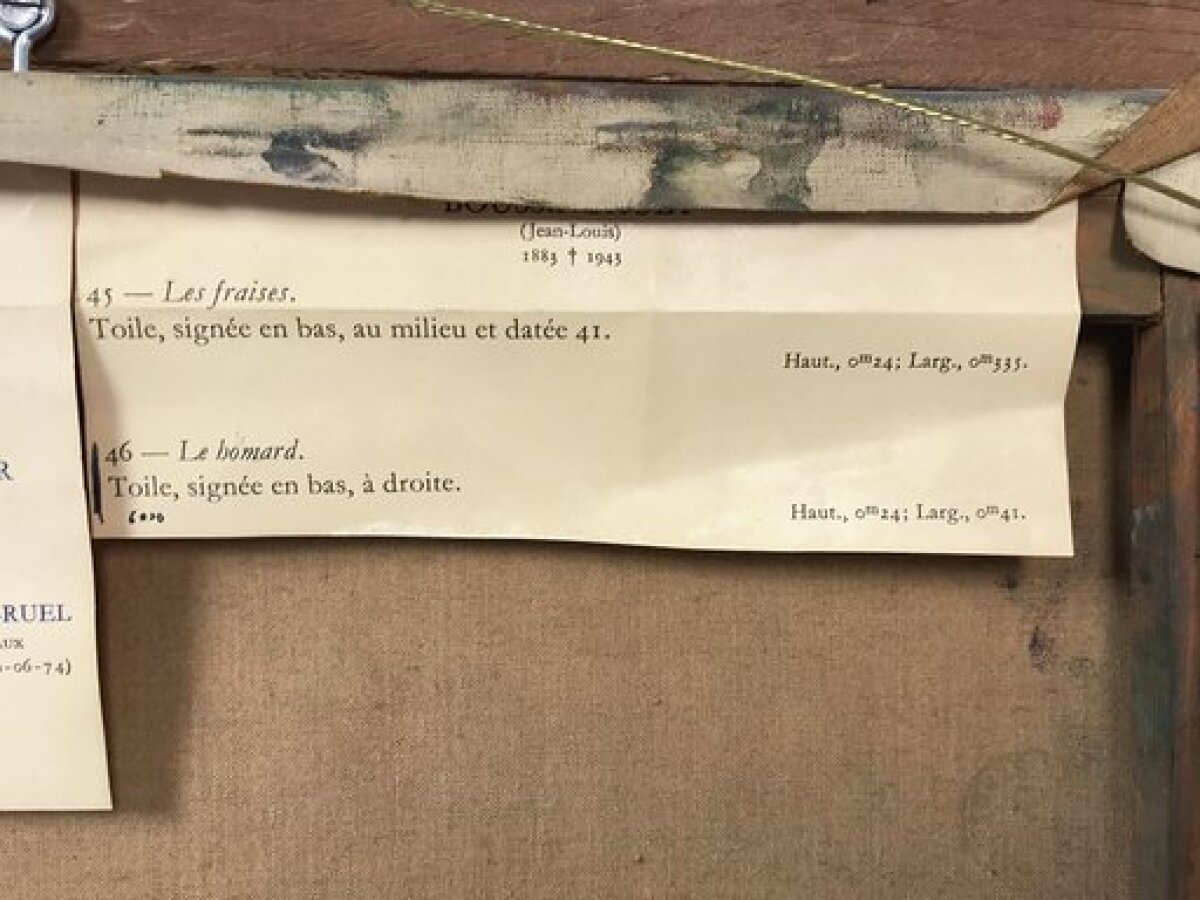 (Jean-Louis)
1883 † 1943
45 — Les fraises.
Toile, signée en bas, au milieu et datée 41.
Haut., 0m24; Larg., 0m335.
46 — Le homard.
Toile, signée en bas, à droite.
Haut., 0m24; Larg., 0m41.
R
RUEL
UX
-06-74)